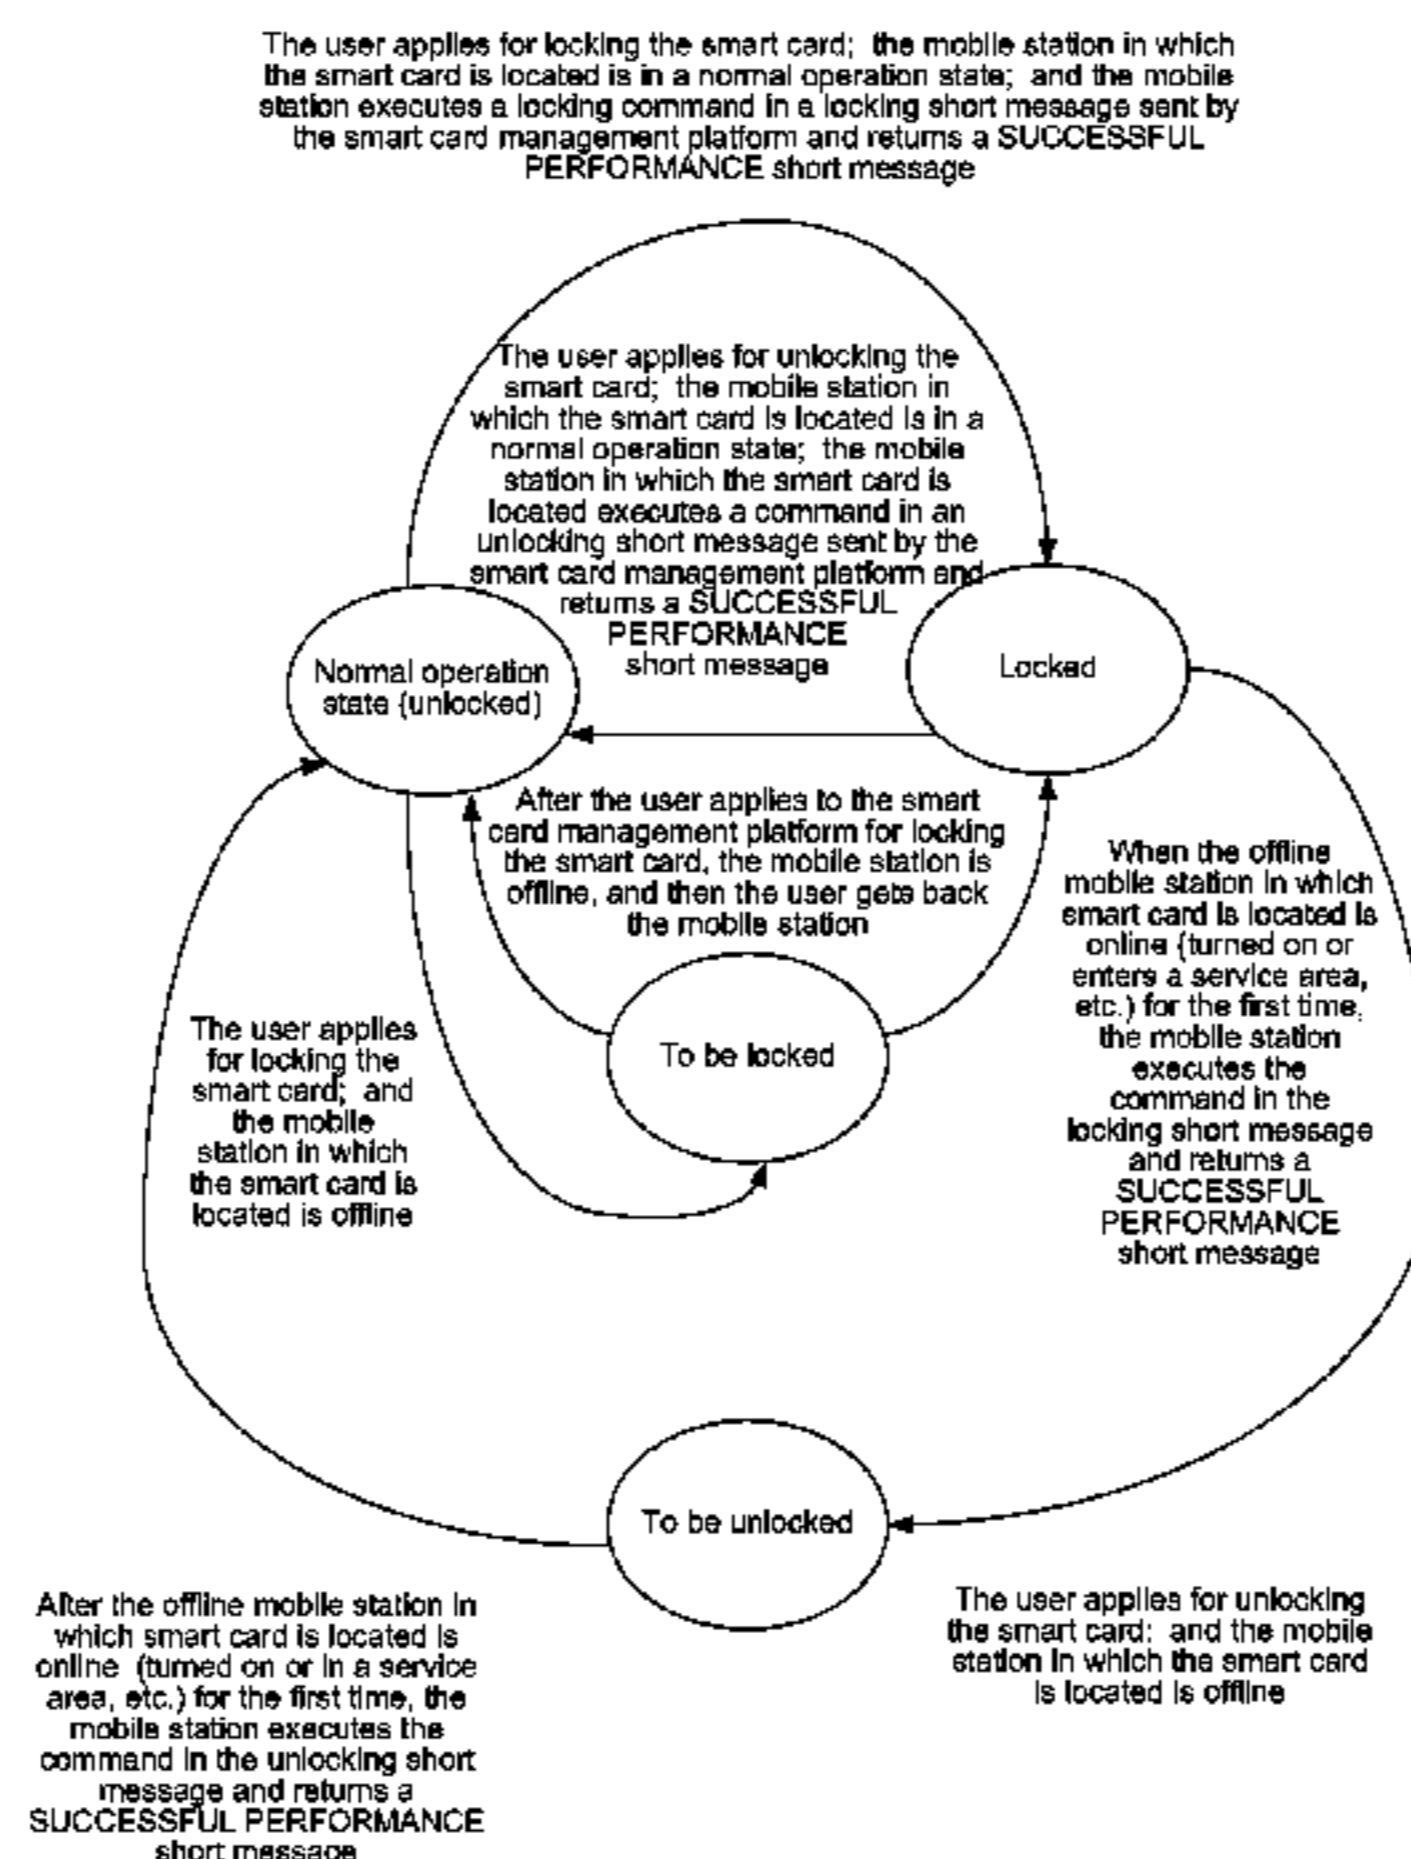 The user applies for locking the smart card; the mobile station in which
the smart card is located is in a normal operation state; and the mobile
station executes a locking command in a locking short message sent by
the smart card management platform and returns a SUCCESSFUL
PERFORMANCE short message
The user applies for unlocking the
smart card; the mobile station in
which the smart card is located is in a
normal operation state; the mobile
station in which the smart card is
located executes a command in an
unlocking short message sent by the
smart card management platform and
returns a SUCCESSFUL
PERFORMANCE
short message
Normal operation
state (unlocked)
Locked
After the user applies to the smart
card management platform for locking
the smart card, the mobile station is
offline, and then the user gets back
the mobile station
When the offline
mobile station in which
smart card is located is
online (turned on or
enters a service area,
etc.) for the first time,
the mobile station
executes the
command in the
locking short message
and returns a
SUCCESSFUL
PERFORMANCE
short message
The user applies
for locking the
smart card; and
the mobile
station in which
the smart card is
located is offline
To be locked
To be unlocked
After the offline mobile station in
which smart card is located is
online (turned on or in a service
area, etc.) for the first time, the
mobile station executes the
command in the unlocking short
message and returns a
SUCCESSFUL PERFORMANCE
short message
The user applies for unlocking
the smart card: and the mobile
station in which the smart card
is located is offline